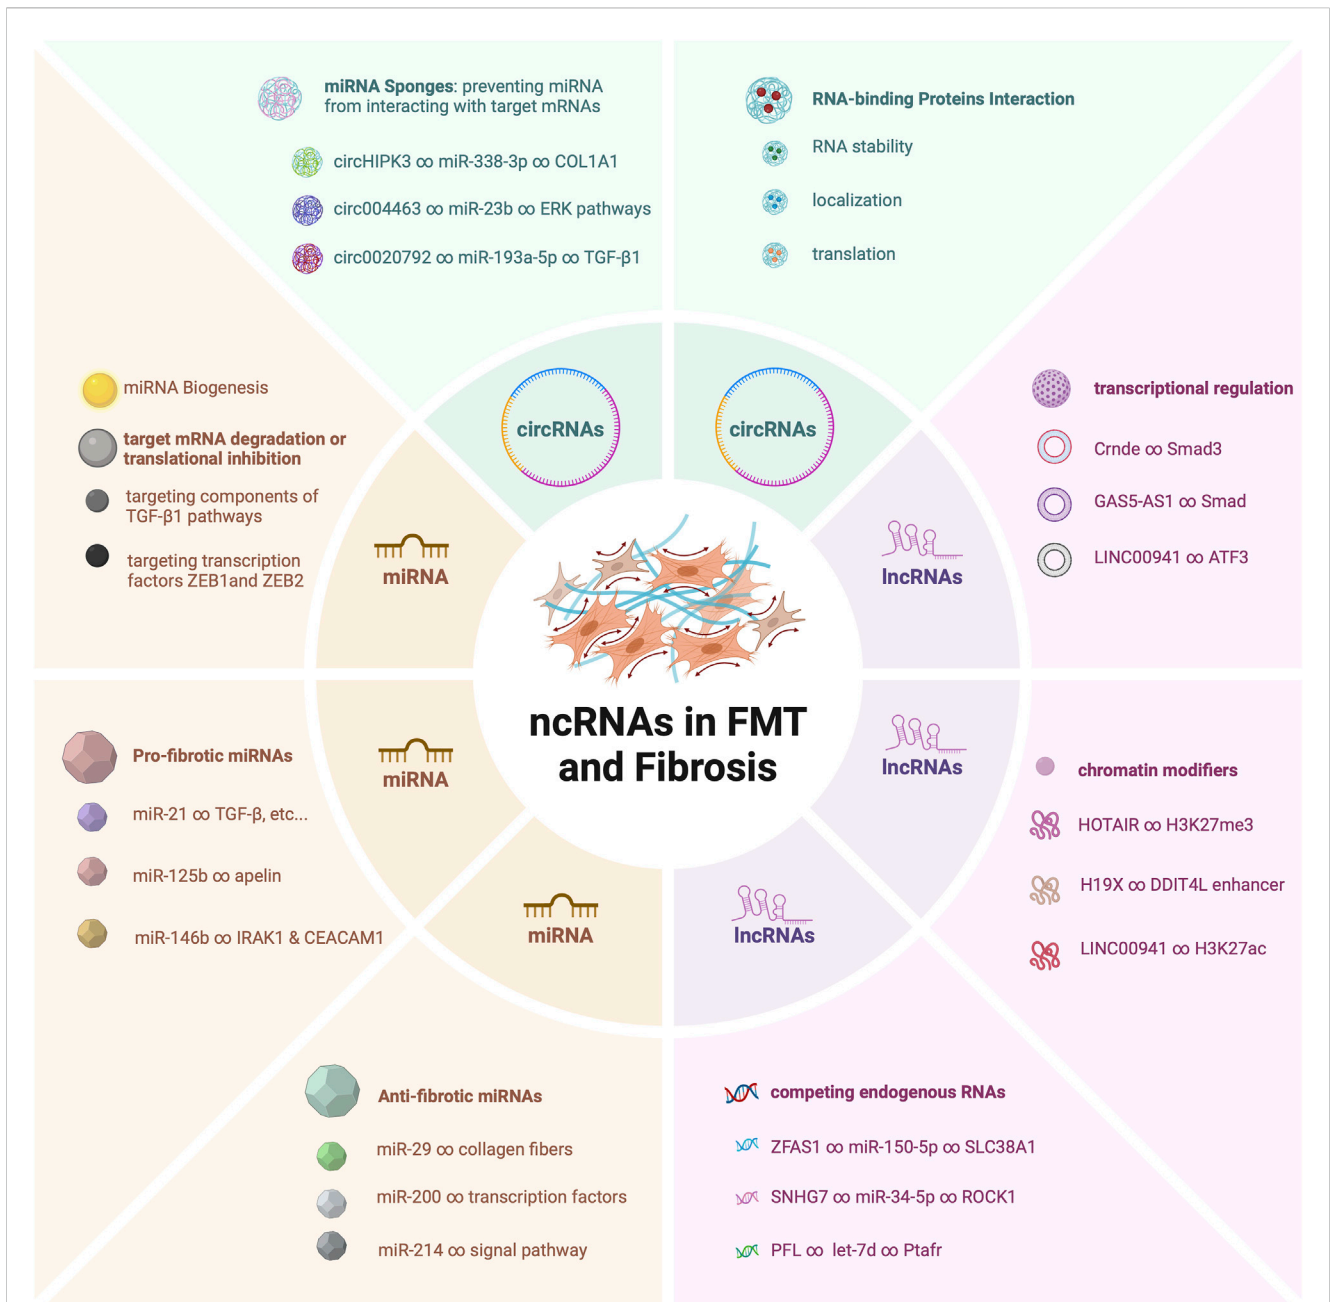 miRNA Sponges: preventing miRNA
from interacting with target mRNAs
circHIPK3 ꝏ miR-338-3p ꝏ COL1A1
circ004463 ꝏ miR-23b ꝏ ERK pathways
circ0020792 ꝏ miR-193a-5p ꝏ TGF-β1
RNA-binding Proteins Interaction
RNA stability
localization
translation
circRNAs
circRNAs
miRNA Biogenesis
target mRNA degradation or
translational inhibition
targeting components of
TGF-β1 pathways
targeting transcription
factors ZEB1and ZEB2
miRNA
lncRNAs
transcriptional regulation
Crnde ꝏ Smad3
GAS5-AS1 ꝏ Smad
LINC00941 ꝏ ATF3
ncRNAs in FMT
and Fibrosis
Pro-fibrotic miRNAs
miR-21 ꝏ TGF-β, etc...
miR-125b ꝏ apelin
miR-146b ꝏ IRAK1 & CEACAM1
miRNA
lncRNAs
chromatin modifiers
HOTAIR ꝏ H3K27me3
H19X ꝏ DDIT4L enhancer
LINC00941 ꝏ H3K27ac
miRNA
lncRNAs
Anti-fibrotic miRNAs
miR-29 ꝏ collagen fibers
miR-200 ꝏ transcription factors
miR-214 ꝏ signal pathway
competing endogenous RNAs
ZFAS1 ꝏ miR-150-5p ꝏ SLC38A1
SNHG7 ꝏ miR-34-5p ꝏ ROCK1
PFL ꝏ let-7d ꝏ Ptafr